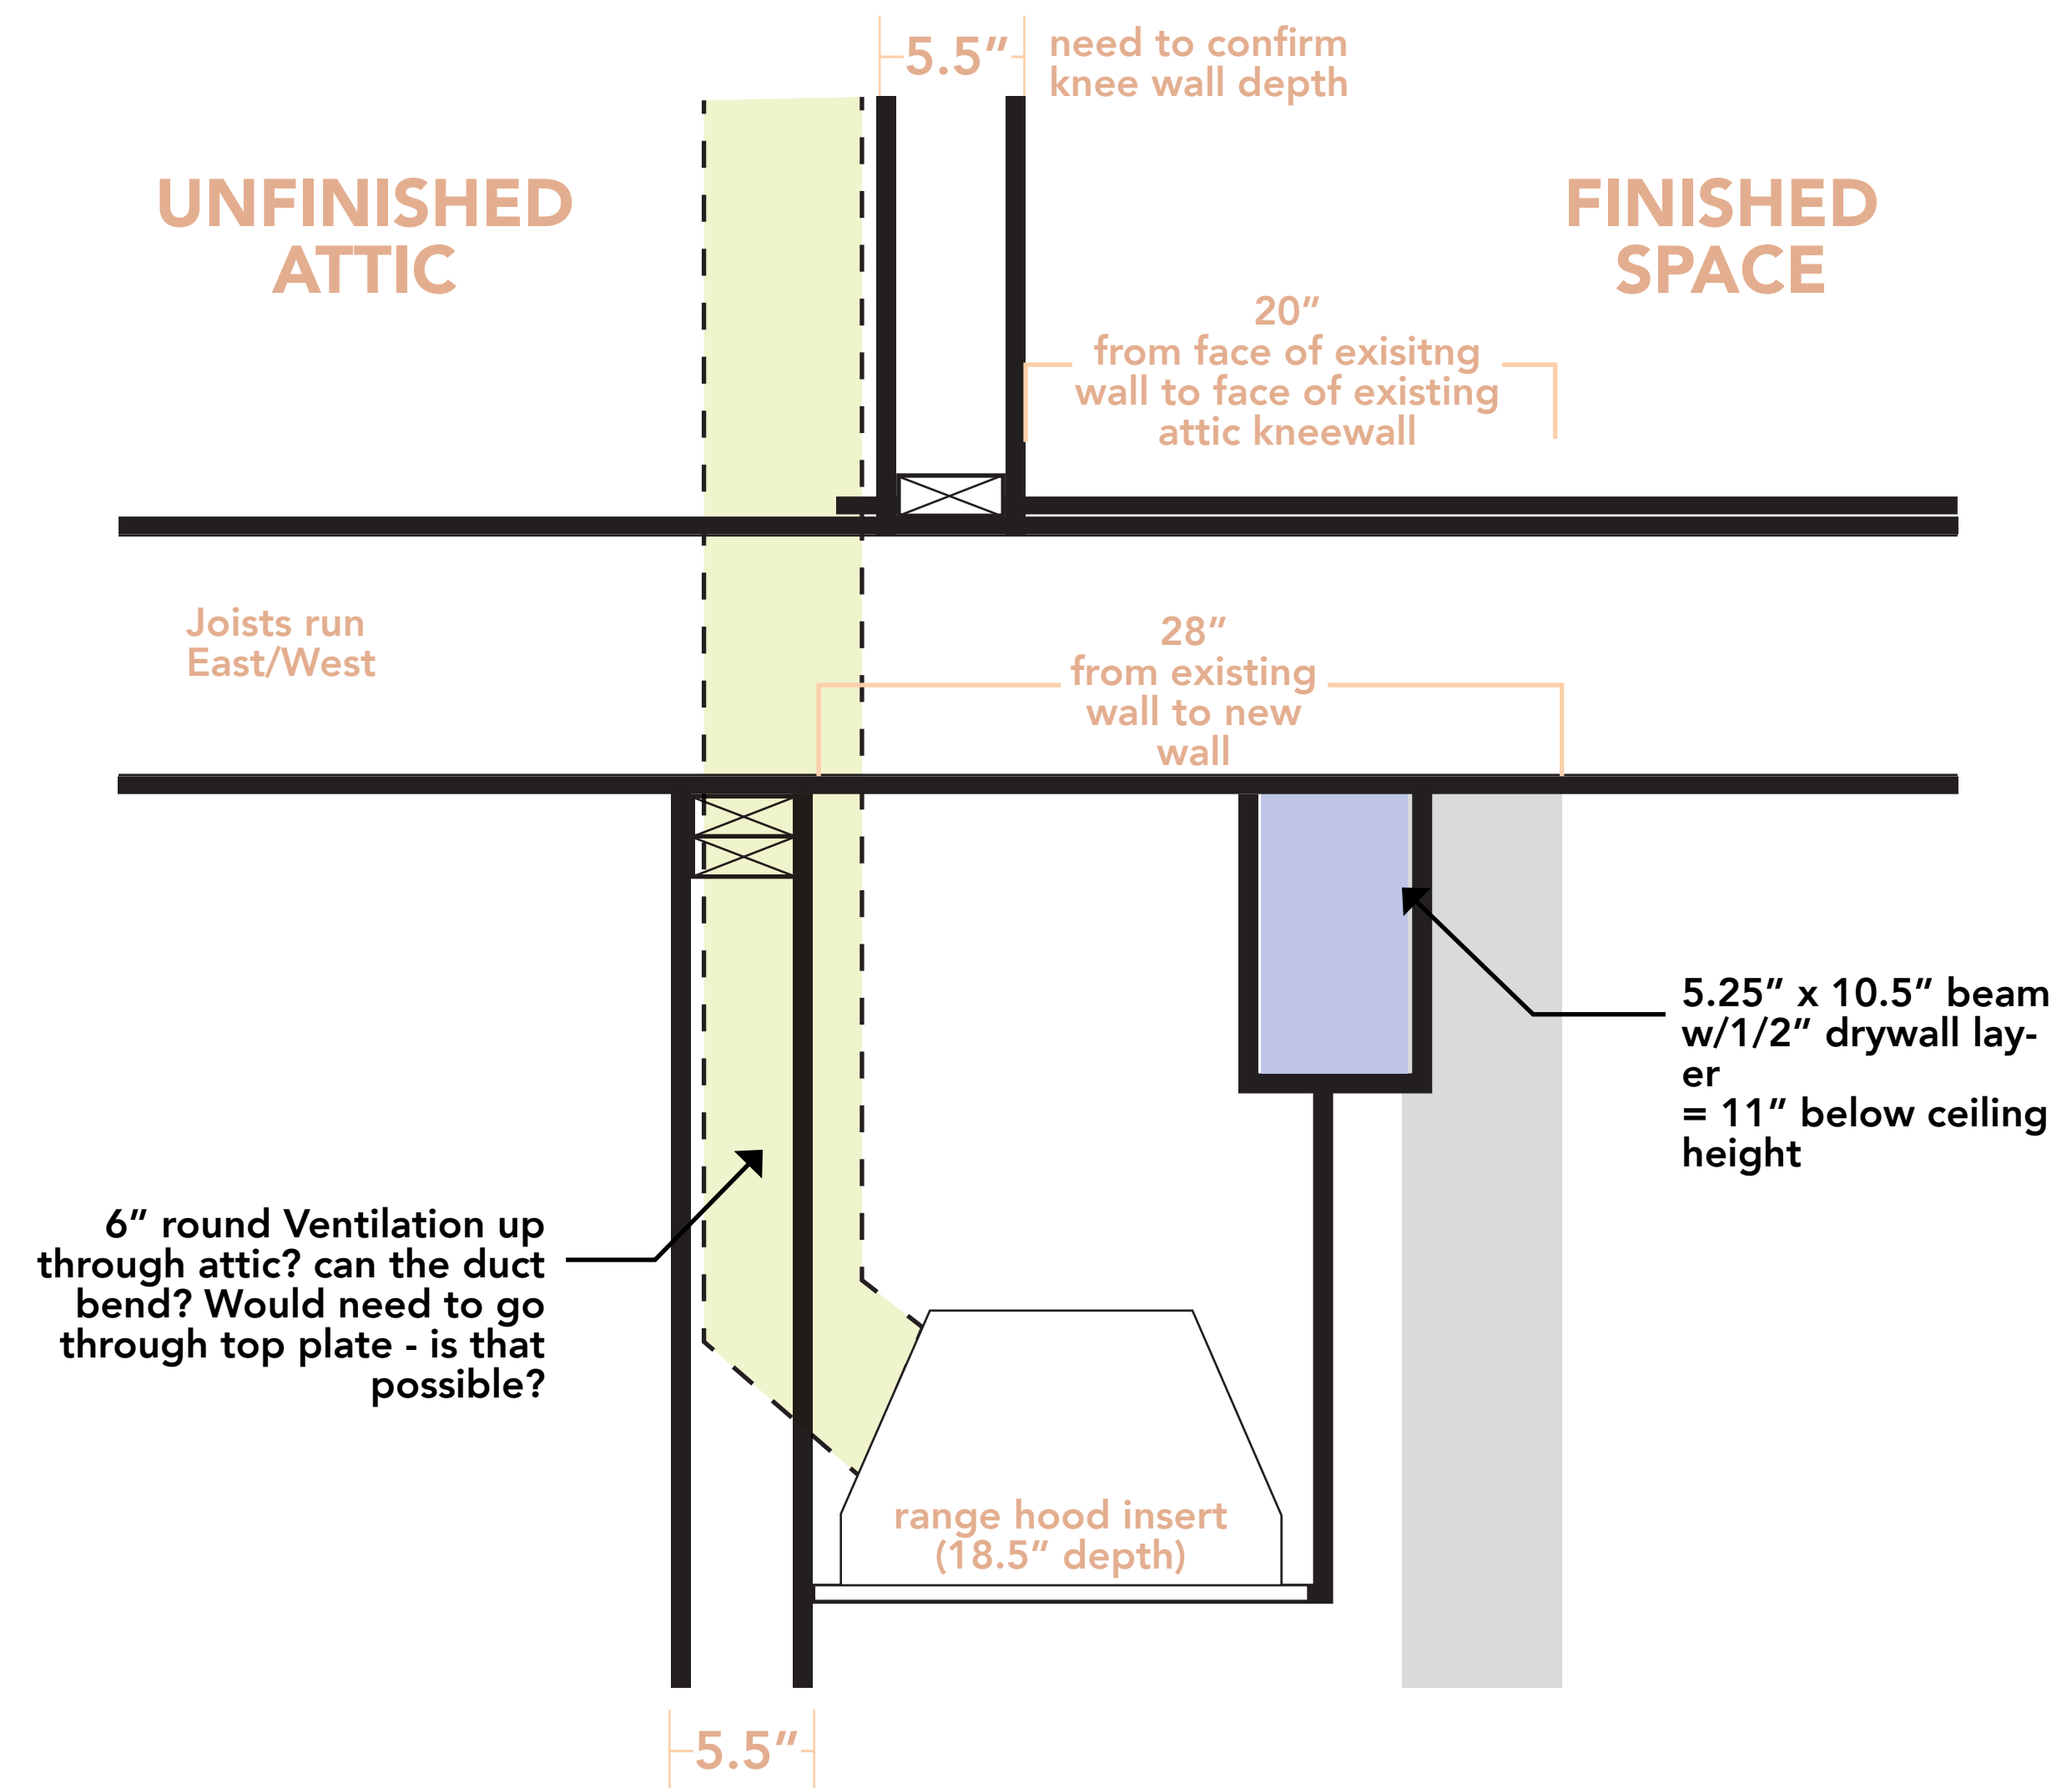 5.5”
need to confirm
knee wall depth
UNFINISHED
ATTIC
FINISHED
SPACE
20”
from face of exisitng
wall to face of existing
attic kneewall
Joists run
East/West
28”
from existing
wall to new
wall
5.25” x 10.5” beam
w/1/2” drywall lay-
er
= 11” below ceiling
height
6” round Ventilation up
through attic? can the duct
bend? Would need to go
through top plate - is that
possible?
range hood insert
(18.5” depth)
5.5”